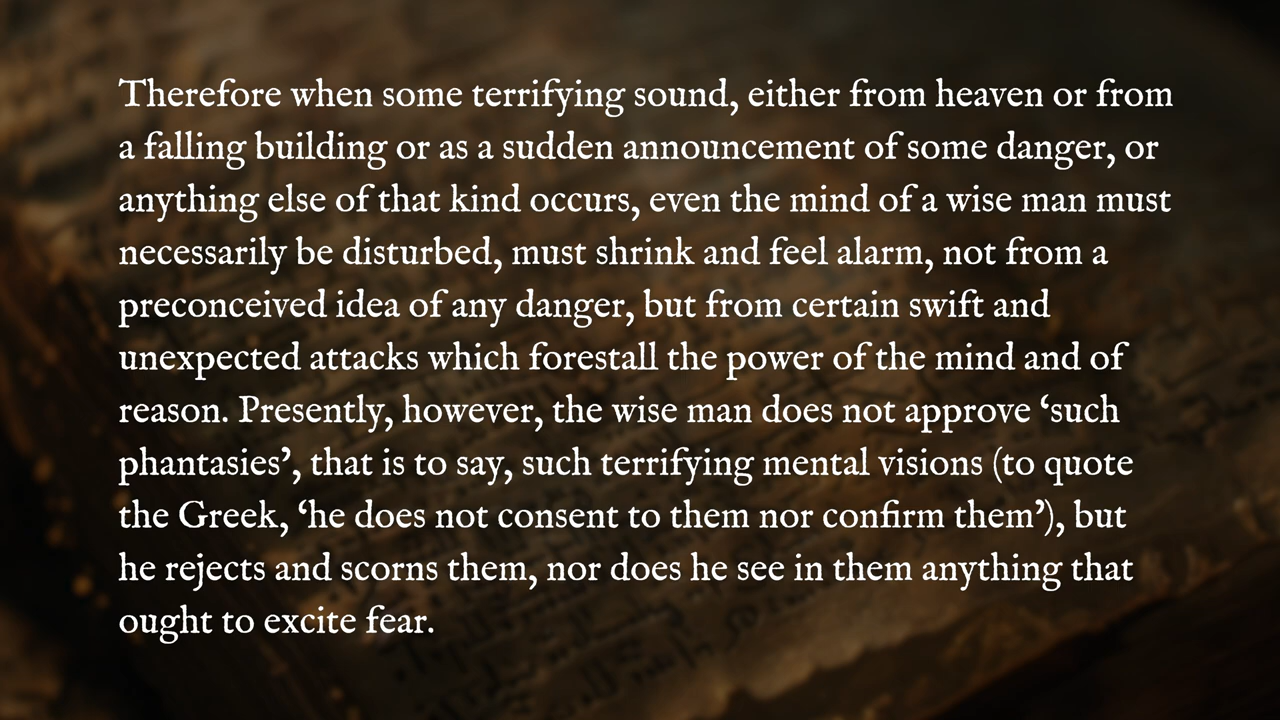 Therefore when some terrifying sound, either from heaven or from
a falling building or as a sudden announcement of some danger, or
anything else of that kind occurs, even the mind of a wise man must
necessarily be disturbed, must shrink and feel alarm, not from a
preconceived idea of any danger, but from certain swift and
unexpected attacks which forestall the power of the mind and of
reason. Presently, however, the wise man does not approve ‘such
phantasies’, that is to say, such terrifying mental visions (to quote
the Greek, ‘he does not consent to them nor confirm them’), but
he rejects and scorns them, nor does he see in them anything that
ought to excite fear.